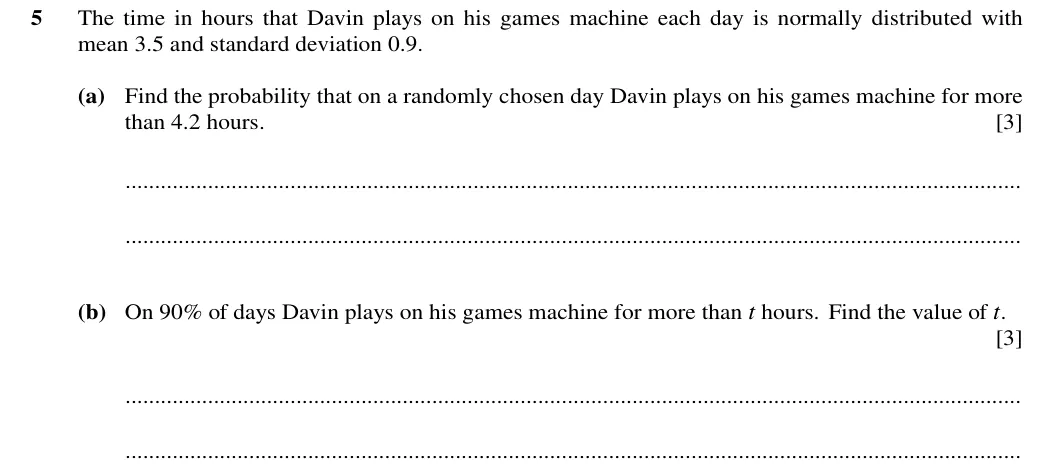 5 The time in hours that Davin plays on his games machine each day is normally distributed with
mean 3.5 and standard deviation 0.9.
(a) Find the probability that on a randomly chosen day Davin plays on his games machine for more
than 4.2 hours. [3]
..........................................................................................................................................................
..........................................................................................................................................................
(b) On 90% of days Davin plays on his games machine for more than t hours. Find the value of t.
[3]
..........................................................................................................................................................
..........................................................................................................................................................